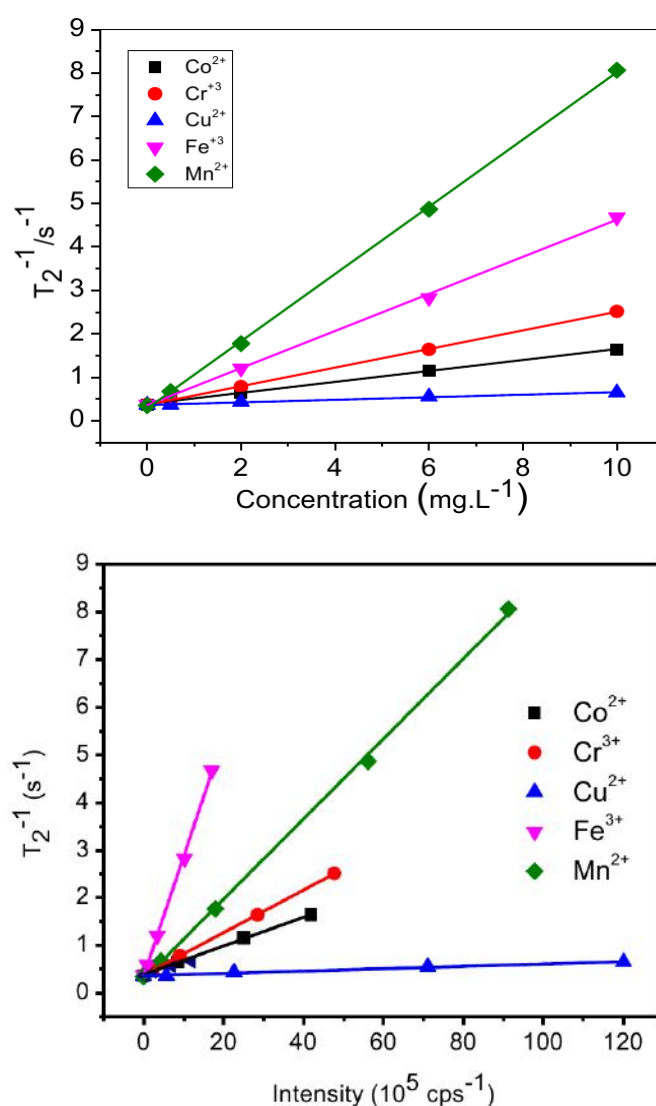 9
8
7
6
5
4
3
2
1
0
T₂⁻¹/s⁻¹
Co²⁺
Cr⁺³
Cu²⁺
Fe⁺³
Mn²⁺
0 2 4 6 8 10
Concentration (mg.L⁻¹)
9
8
7
6
5
4
3
2
1
0
T₂⁻¹ (s⁻¹)
Co²⁺
Cr³⁺
Cu²⁺
Fe³⁺
Mn²⁺
0 20 40 60 80 100 120
Intensity (10⁵ cps⁻¹)